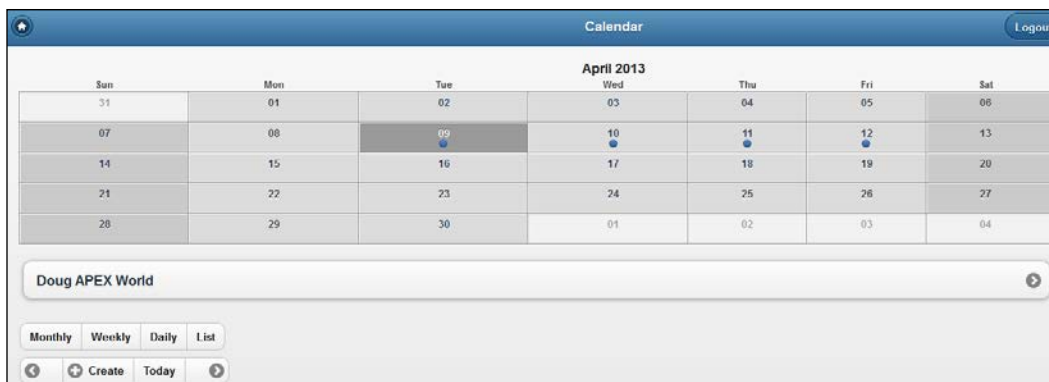 Calendar
April 2013
Sun Mon Tue Wed Thu Fri Sat
31 01 02 03 04 05 06
07 08 09 10 11 12 13
14 15 16 17 18 19 20
21 22 23 24 25 26 27
28 29 30 01 02 03 04
Doug APEX World
Monthly Weekly Daily List
Create Today